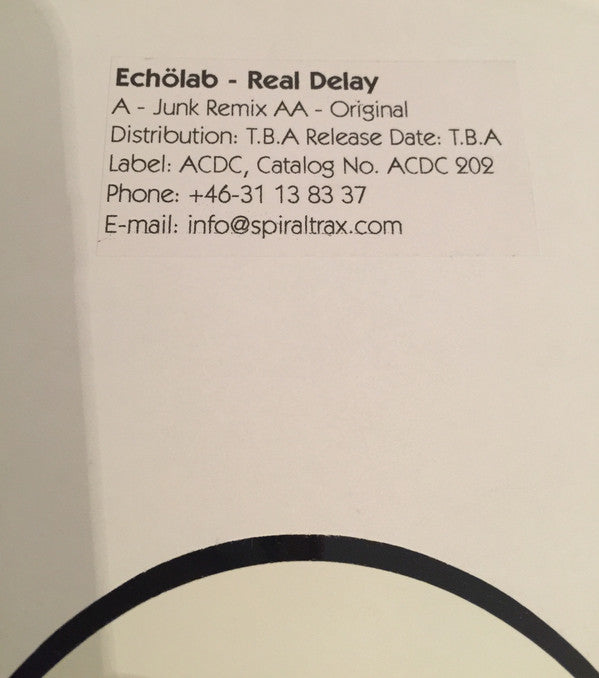 Echölab - Real Delay
A - Junk Remix AA - Original
Distribution: T.B.A Release Date: T.B.A
Label: ACDC, Catalog No. ACDC 202
Phone: +46-31 13 83 37
E-mail: info@spiraltrax.com